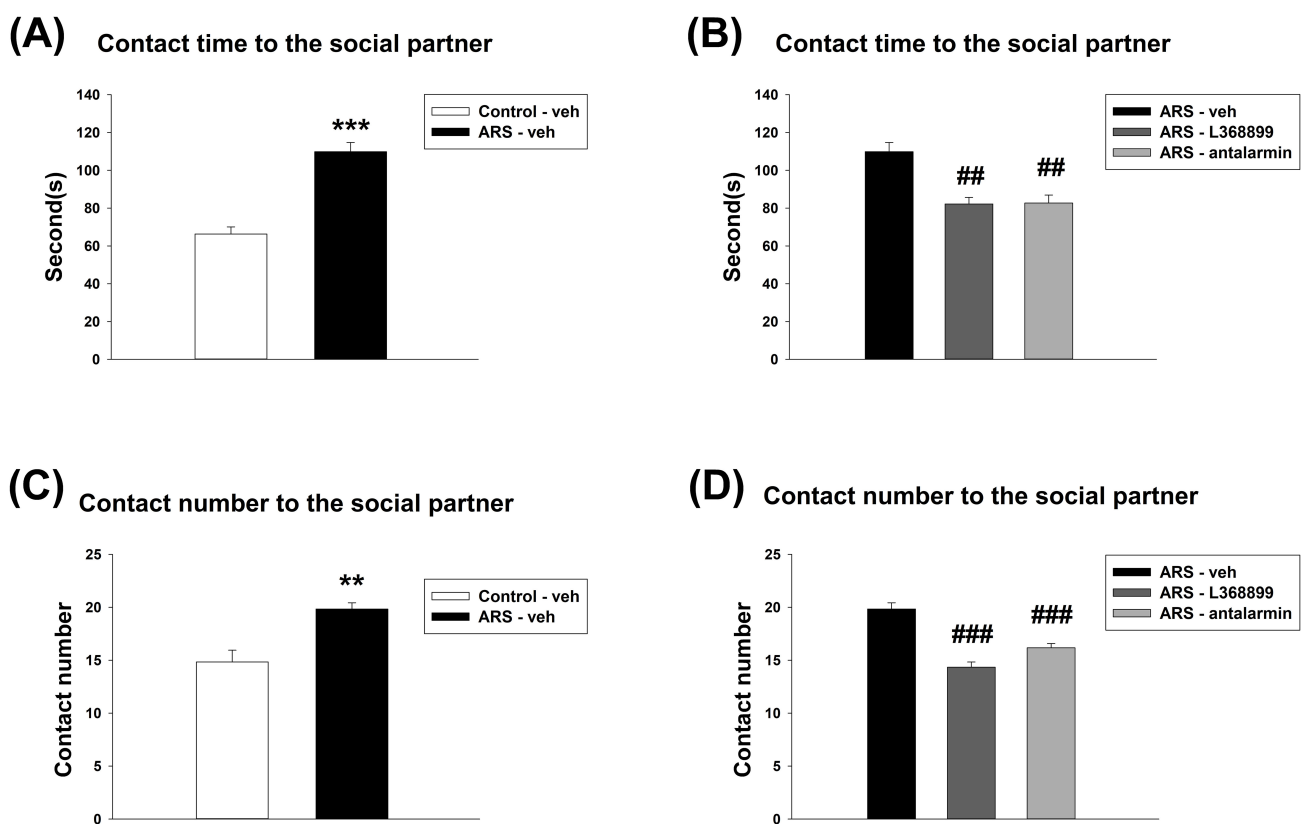 (A) Contact time to the social partner
Second(s)
140
120
100
80
60
40
20
0
***
Control - veh
ARS - veh
(B) Contact time to the social partner
Second(s)
140
120
100
80
60
40
20
0
##
##
ARS - veh
ARS - L368899
ARS - antalarmin
(C) Contact number to the social partner
Contact number
25
20
15
10
5
0
**
Control - veh
ARS - veh
(D) Contact number to the social partner
Contact number
25
20
15
10
5
0
###
###
ARS - veh
ARS - L368899
ARS - antalarmin